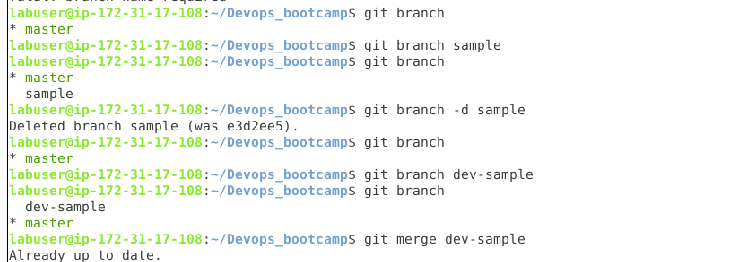 labuser@ip-172-31-17-108:~/Devops_bootcamp$ git branch
* master
labuser@ip-172-31-17-108:~/Devops_bootcamp$ git branch sample
labuser@ip-172-31-17-108:~/Devops_bootcamp$ git branch
* master
  sample
labuser@ip-172-31-17-108:~/Devops_bootcamp$ git branch -d sample
Deleted branch sample (was e3d2ee5).
labuser@ip-172-31-17-108:~/Devops_bootcamp$ git branch
* master
labuser@ip-172-31-17-108:~/Devops_bootcamp$ git branch dev-sample
labuser@ip-172-31-17-108:~/Devops_bootcamp$ git branch
  dev-sample
* master
labuser@ip-172-31-17-108:~/Devops_bootcamp$ git merge dev-sample
Already up to date.